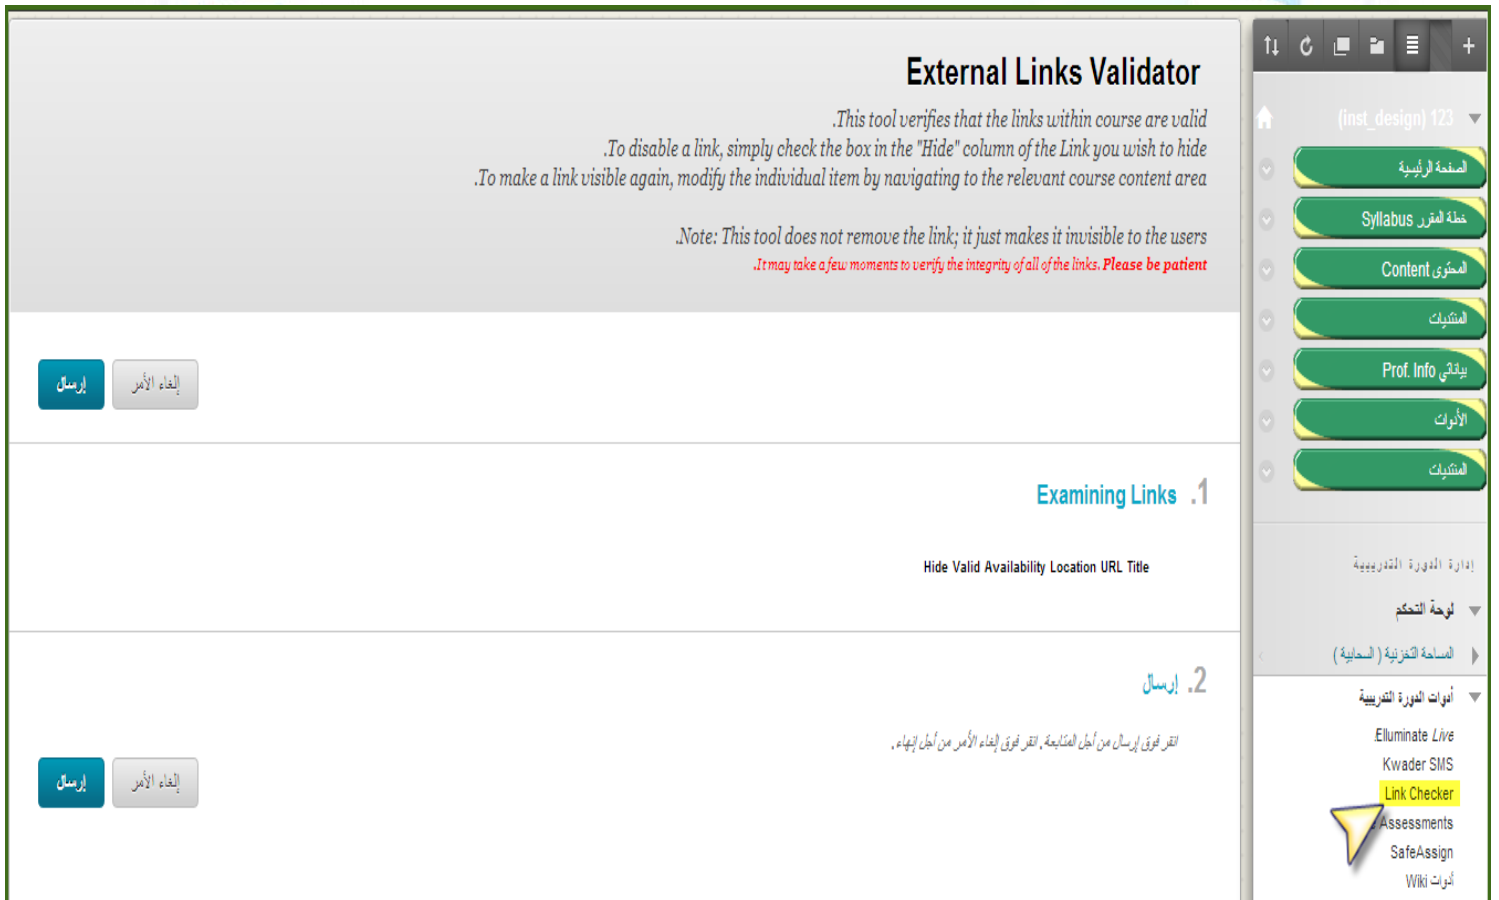 External Links Validator
.This tool verifies that the links within course are valid
.To disable a link, simply check the box in the "Hide" column of the Link you wish to hide
.To make a link visible again, modify the individual item by navigating to the relevant course content area
.Note: This tool does not remove the link; it just makes it invisible to the users
.It may take a few moments to verify the integrity of all of the links. Please be patient
إلغاء الأمر
إرسال
.1 Examining Links
Hide Valid Availability Location URL Title
.2 إرسال
انقر فوق إرسال من أجل المتابعة. انقر فوق إلغاء الأمر من أجل إنهاء.
إلغاء الأمر
إرسال
(inst_design) 123
الصفحة الرئيسية
خطة المقرر Syllabus
المحتوى Content
المنتديات
بياناتي Prof. Info
الأدوات
المنتديات
إدارة الدورة التدريبية
لوحة التحكم
المساحة التخزنية ( السحابية )
أدوات الدورة التدريبية
Elluminate Live
Kwader SMS
Link Checker
Assessments
SafeAssign
أدوات Wiki